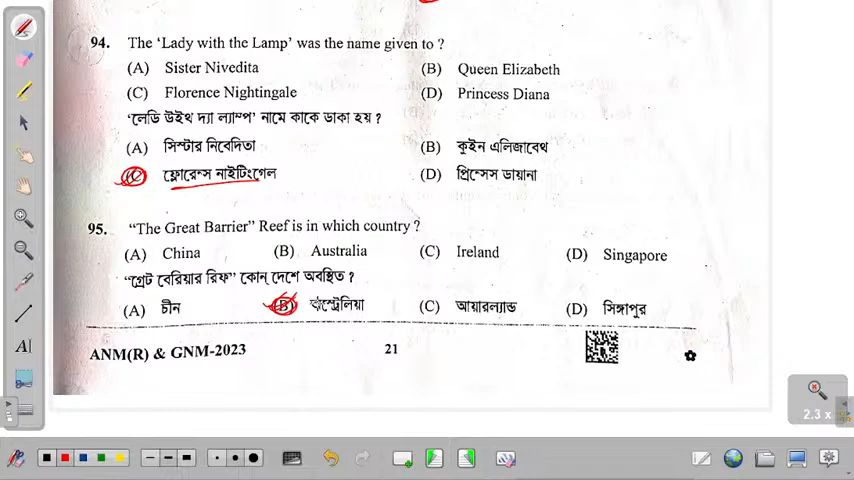 94. The 'Lady with the Lamp' was the name given to ?
(A) Sister Nivedita (B) Queen Elizabeth
(C) Florence Nightingale (D) Princess Diana
'লেডি উইথ দ্যা ল্যাম্প' নামে কাকে ডাকা হয় ?
(A) সিস্টার নিবেদিতা (B) কুইন এলিজাবেথ
(C) ফ্লোরেন্স নাইটিংগেল (D) প্রিন্সেস ডায়ানা
95. "The Great Barrier" Reef is in which country ?
(A) China (B) Australia (C) Ireland (D) Singapore
"গ্রেট বেরিয়ার রিফ" কোন্ দেশে অবস্থিত ?
(A) চীন (B) অস্ট্রেলিয়া (C) আয়ারল্যান্ড (D) সিঙ্গাপুর
ANM(R) & GNM-2023 21
2.3 x
A